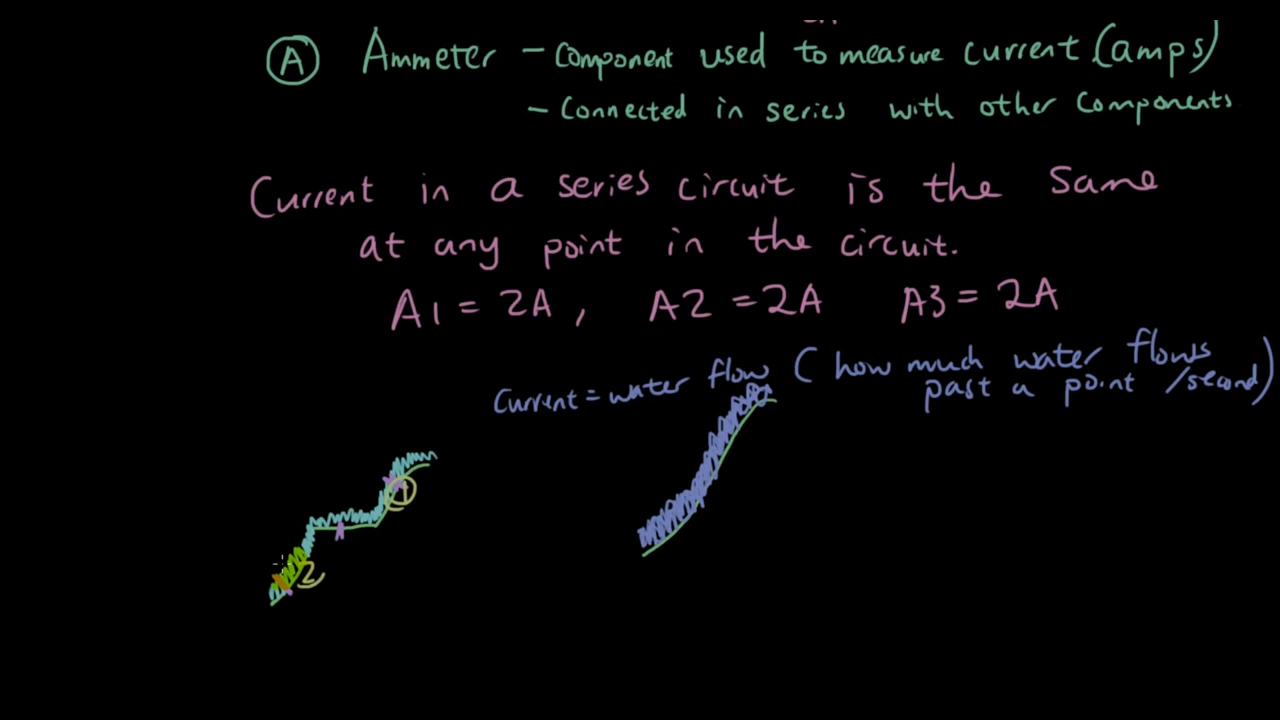 A Ammeter - Component used to measure current (amps)
- Connected in series with other components
Current in a series circuit is the same
at any point in the circuit.
A1 = 2A, A2 = 2A A3 = 2A
Current = water flow (how much water flows
past a point /second)
1
2